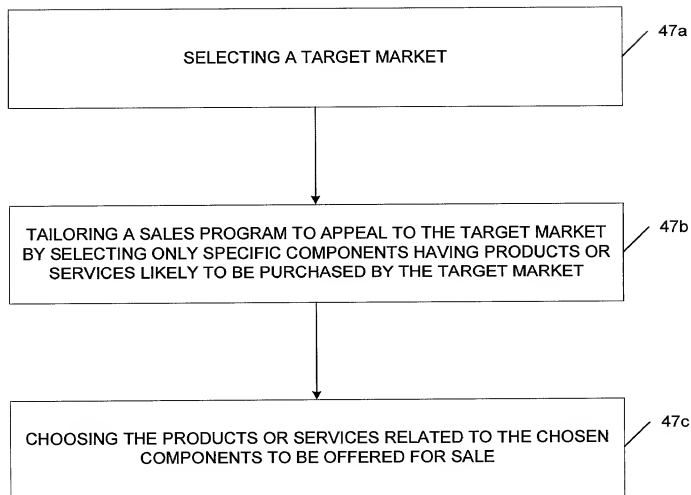 47a
SELECTING A TARGET MARKET
47b
TAILORING A SALES PROGRAM TO APPEAL TO THE TARGET MARKET
BY SELECTING ONLY SPECIFIC COMPONENTS HAVING PRODUCTS OR
SERVICES LIKELY TO BE PURCHASED BY THE TARGET MARKET
47c
CHOOSING THE PRODUCTS OR SERVICES RELATED TO THE CHOSEN
COMPONENTS TO BE OFFERED FOR SALE